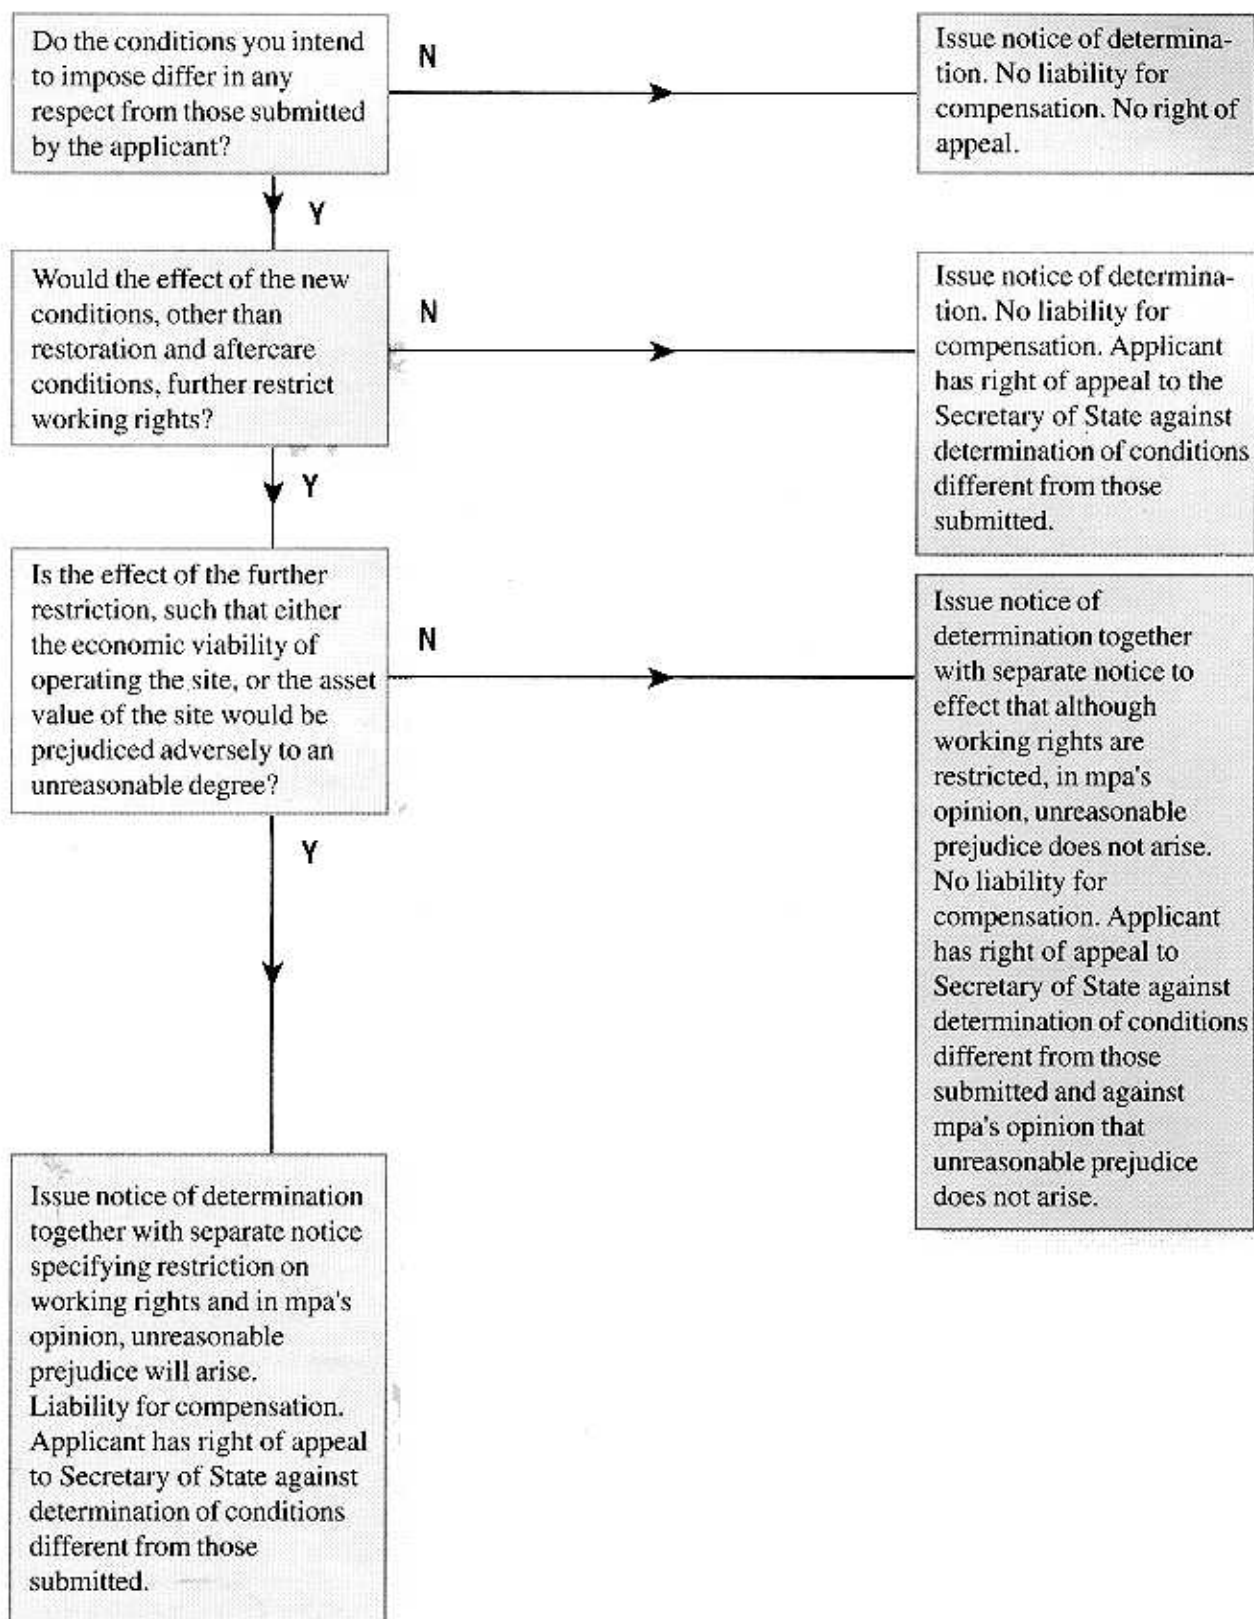 Do the conditions you intend
to impose differ in any
respect from those submitted
by the applicant?
N
Issue notice of determina-
tion. No liability for
compensation. No right of
appeal.
Y
Would the effect of the new
conditions, other than
restoration and aftercare
conditions, further restrict
working rights?
N
Issue notice of determina-
tion. No liability for
compensation. Applicant
has right of appeal to the
Secretary of State against
determination of conditions
different from those
submitted.
Y
Is the effect of the further
restriction, such that either
the economic viability of
operating the site, or the asset
value of the site would be
prejudiced adversely to an
unreasonable degree?
N
Issue notice of
determination together
with separate notice to
effect that although
working rights are
restricted, in mpa's
opinion, unreasonable
prejudice does not arise.
No liability for
compensation. Applicant
has right of appeal to
Secretary of State against
determination of conditions
different from those
submitted and against
mpa's opinion that
unreasonable prejudice
does not arise.
Y
Issue notice of determination
together with separate notice
specifying restriction on
working rights and in mpa's
opinion, unreasonable
prejudice will arise.
Liability for compensation.
Applicant has right of appeal
to Secretary of State against
determination of conditions
different from those
submitted.